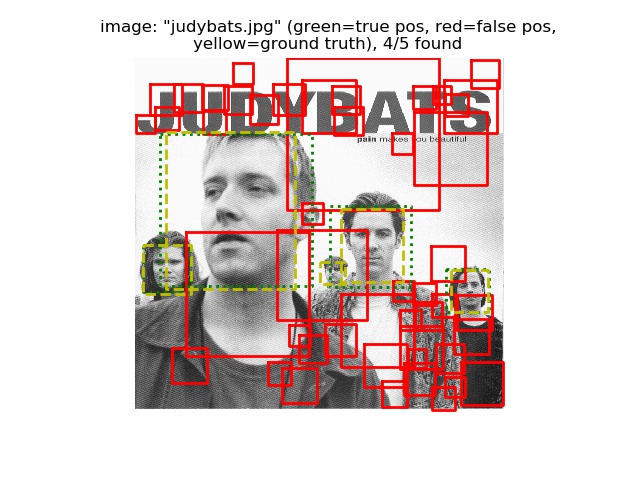 image: "judybats.jpg" (green=true pos, red=false pos,
yellow=ground truth), 4/5 found
JUDYBATS
pain makes you beautiful